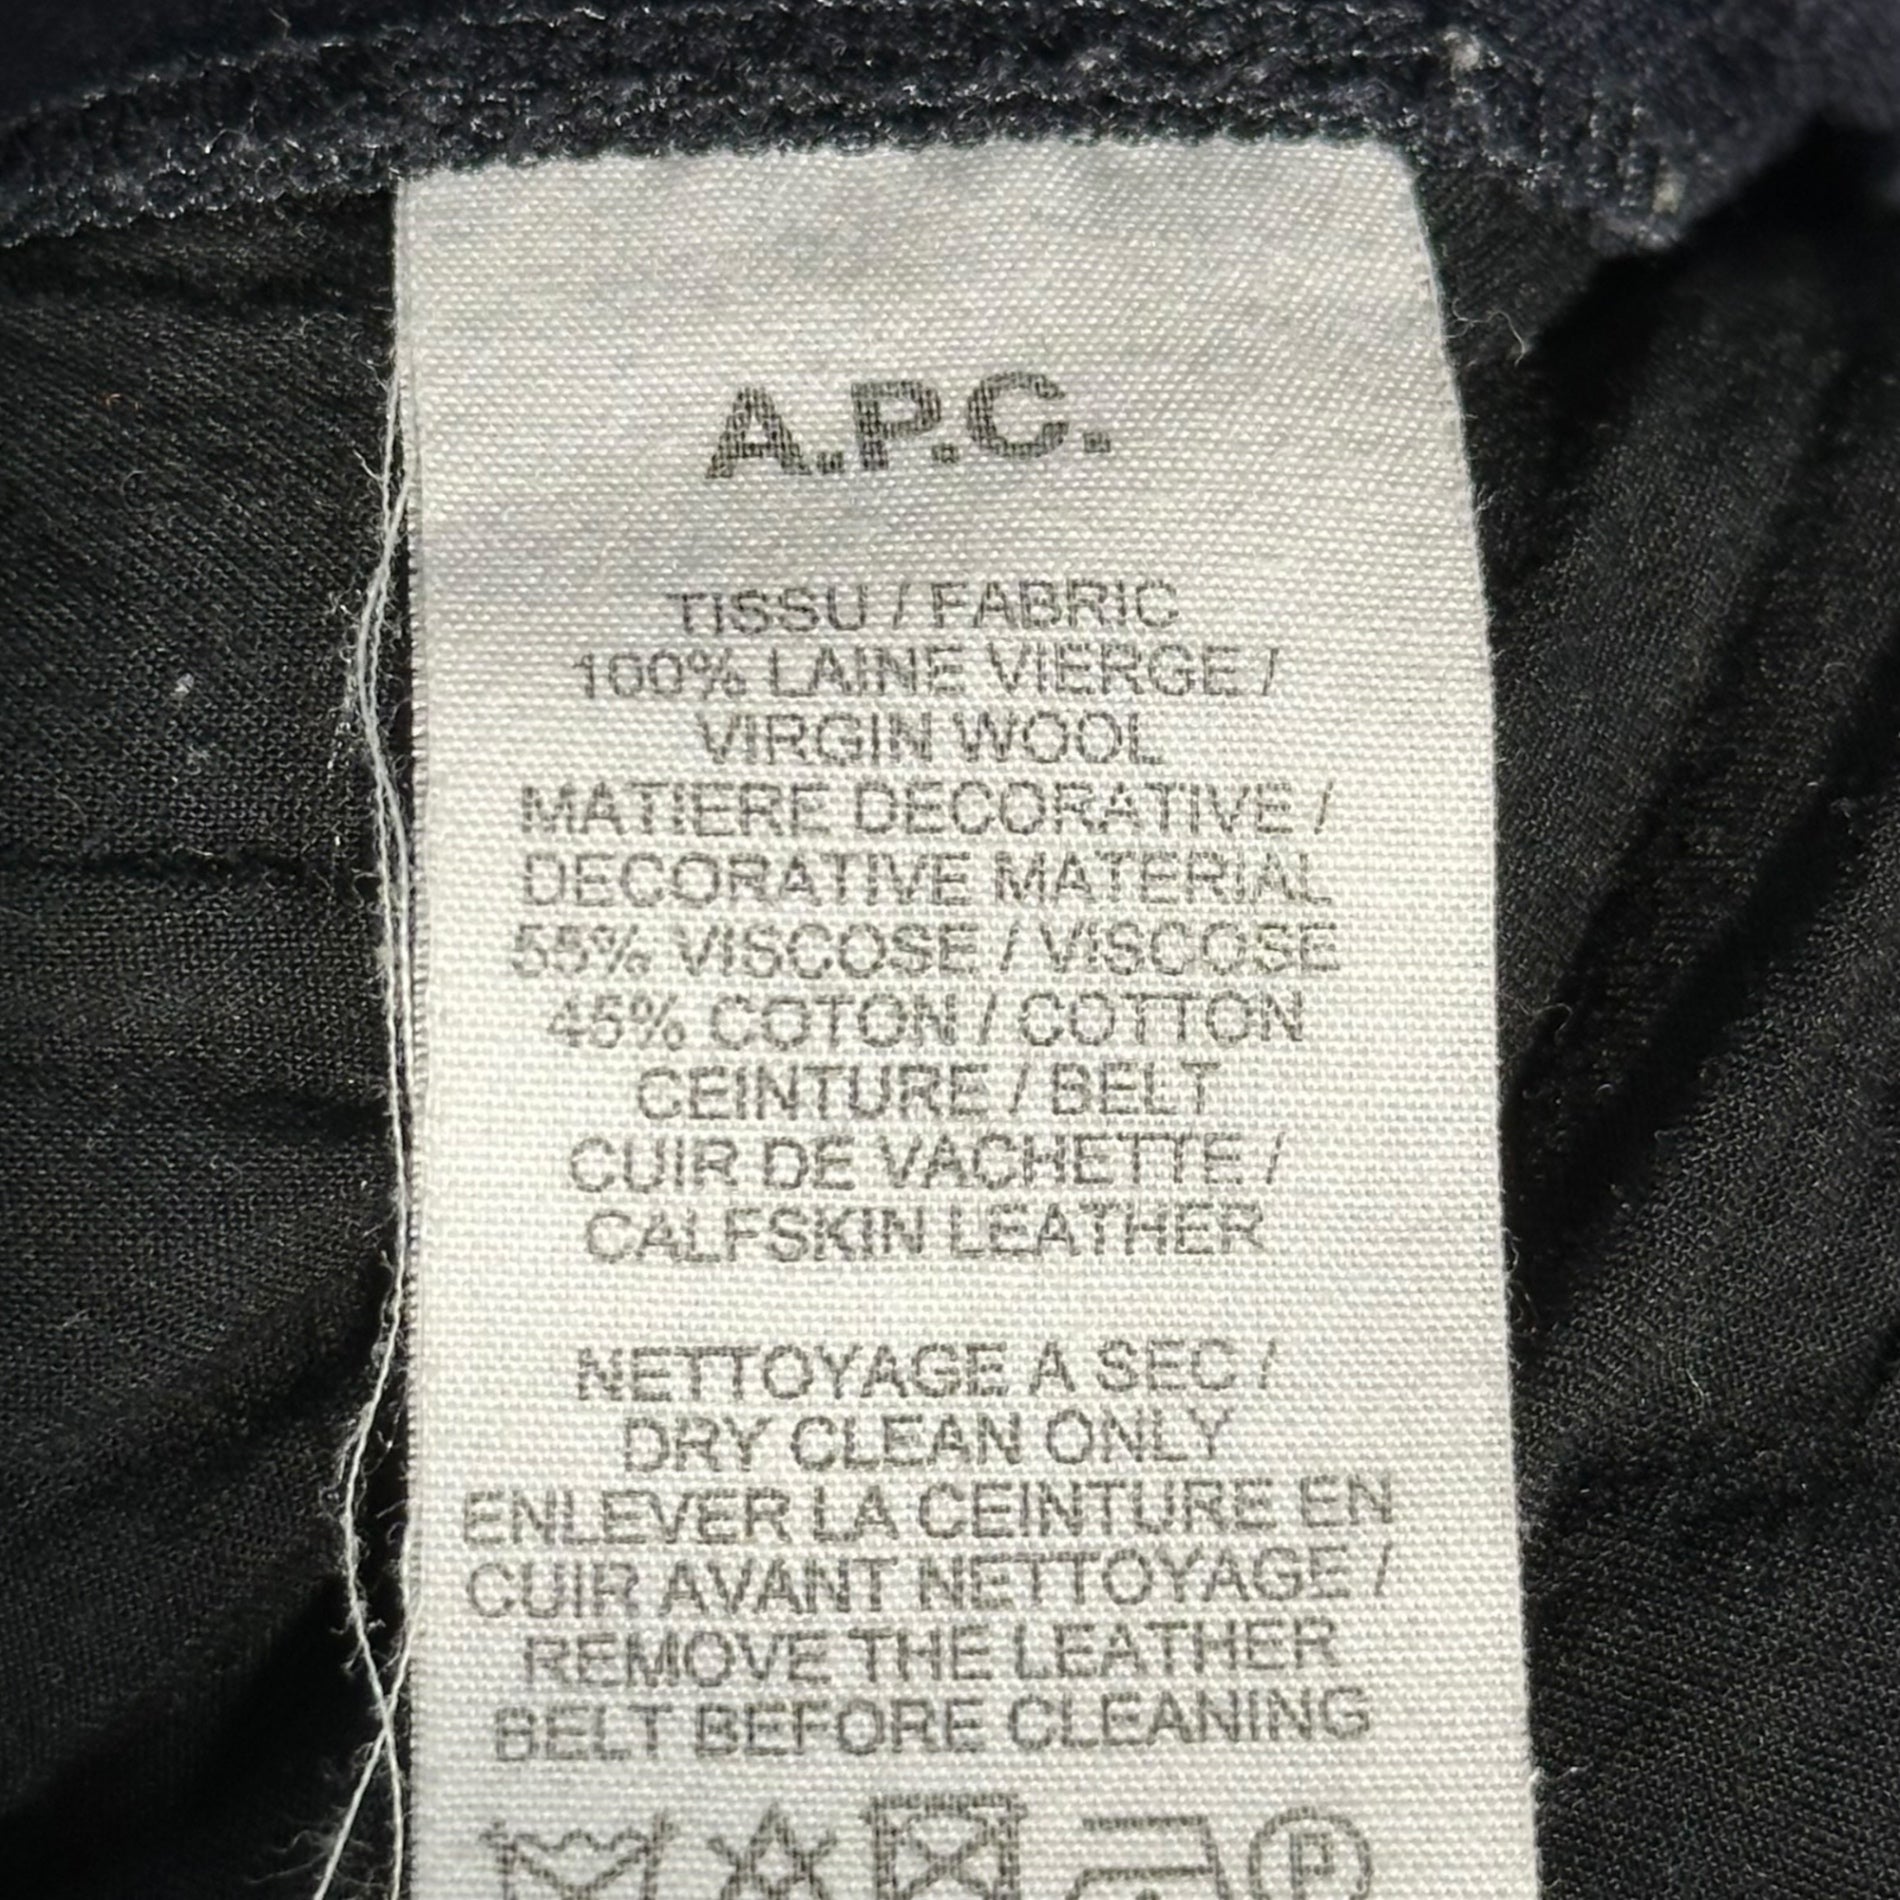 A.P.C.
TISSU / FABRIC
100% LAINE VIERGE /
VIRGIN WOOL
MATIERE DECORATIVE /
DECORATIVE MATERIAL
55% VISCOSE / VISCOSE
45% COTON / COTTON
CEINTURE / BELT
CUIR DE VACHETTE /
CALFSKIN LEATHER
NETTOYAGE A SEC /
DRY CLEAN ONLY
ENLEVER LA CEINTURE EN
CUIR AVANT NETTOYAGE /
REMOVE THE LEATHER
BELT BEFORE CLEANING
P